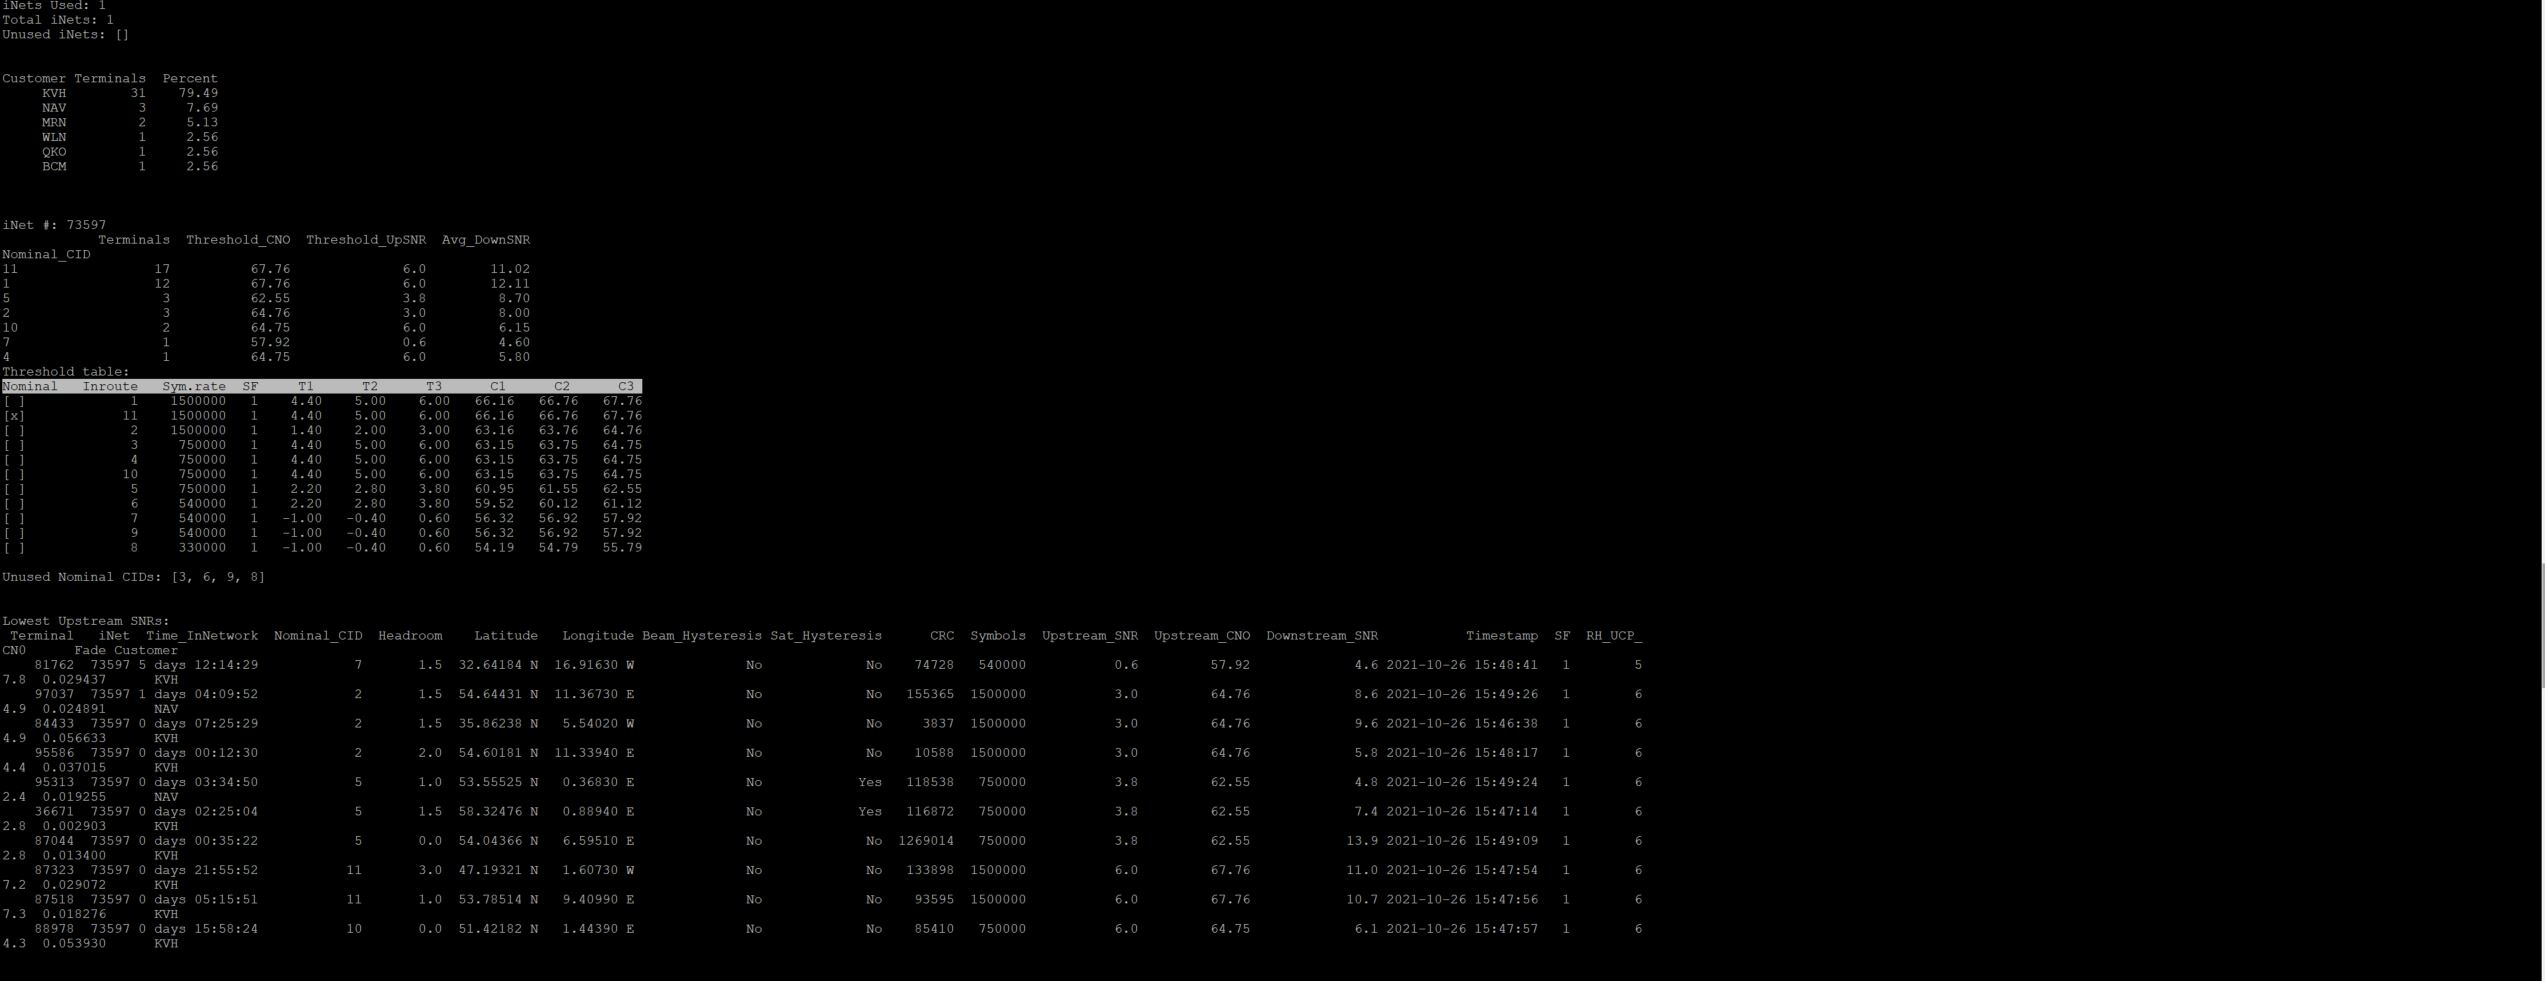 iNets Used: 1
Total iNets: 1
Unused iNets: []
Customer Terminals  Percent
     KVH        31    79.49
     NAV         3     7.69
     MRN         2     5.13
     WLN         1     2.56
     QKO         1     2.56
     BCM         1     2.56
iNet #: 73597
            Terminals  Threshold_CNO  Threshold_UpSNR  Avg_DownSNR
Nominal_CID
11                 17          67.76              6.0        11.02
1                  12          67.76              6.0        12.11
5                   3          62.55              3.8         8.70
2                   3          64.76              3.0         8.00
10                  2          64.75              6.0         6.15
7                   1          57.92              0.6         4.60
4                   1          64.75              6.0         5.80
Threshold table:
Nominal   Inroute   Sym.rate  SF     T1      T2      T3      C1      C2      C3
[ ]             1    1500000   1    4.40    5.00    6.00   66.16   66.76   67.76
[x]            11    1500000   1    4.40    5.00    6.00   66.16   66.76   67.76
[ ]             2    1500000   1    1.40    2.00    3.00   63.16   63.76   64.76
[ ]             3     750000   1    4.40    5.00    6.00   63.15   63.75   64.75
[ ]             4     750000   1    4.40    5.00    6.00   63.15   63.75   64.75
[ ]            10     750000   1    4.40    5.00    6.00   63.15   63.75   64.75
[ ]             5     750000   1    2.20    2.80    3.80   60.95   61.55   62.55
[ ]             6     540000   1    2.20    2.80    3.80   59.52   60.12   61.12
[ ]             7     540000   1   -1.00   -0.40    0.60   56.32   56.92   57.92
[ ]             9     540000   1   -1.00   -0.40    0.60   56.32   56.92   57.92
[ ]             8     330000   1   -1.00   -0.40    0.60   54.19   54.79   55.79
Unused Nominal CIDs: [3, 6, 9, 8]
Lowest Upstream SNRs:
 Terminal   iNet  Time_InNetwork  Nominal_CID  Headroom    Latitude   Longitude Beam_Hysteresis Sat_Hysteresis      CRC  Symbols  Upstream_SNR  Upstream_CNO  Downstream_SNR           Timestamp  SF  RH_UCP_
CN0      Fade Customer
    81762  73597 5 days 12:14:29            7       1.5  32.64184 N  16.91630 W              No             No    74728   540000           0.6         57.92             4.6 2021-10-26 15:48:41   1        5
7.8  0.029437      KVH
    97037  73597 1 days 04:09:52            2       1.5  54.64431 N  11.36730 E              No             No   155365  1500000           3.0         64.76             8.6 2021-10-26 15:49:26   1        6
4.9  0.024891      NAV
    84433  73597 0 days 07:25:29            2       1.5  35.86238 N   5.54020 W              No             No     3837  1500000           3.0         64.76             9.6 2021-10-26 15:46:38   1        6
4.9  0.056633      KVH
    95586  73597 0 days 00:12:30            2       2.0  54.60181 N  11.33940 E              No             No    10588  1500000           3.0         64.76             5.8 2021-10-26 15:48:17   1        6
4.4  0.037015      KVH
    95313  73597 0 days 03:34:50            5       1.0  53.55525 N   0.36830 E              No            Yes   118538   750000           3.8         62.55             4.8 2021-10-26 15:49:24   1        6
2.4  0.019255      NAV
    36671  73597 0 days 02:25:04            5       1.5  58.32476 N   0.88940 E              No            Yes   116872   750000           3.8         62.55             7.4 2021-10-26 15:47:14   1        6
2.8  0.002903      KVH
    87044  73597 0 days 00:35:22            5       0.0  54.04366 N   6.59510 E              No             No  1269014   750000           3.8         62.55            13.9 2021-10-26 15:49:09   1        6
2.8  0.013400      KVH
    87323  73597 0 days 21:55:52           11       3.0  47.19321 N   1.60730 W              No             No   133898  1500000           6.0         67.76            11.0 2021-10-26 15:47:54   1        6
7.2  0.029072      KVH
    87518  73597 0 days 05:15:51           11       1.0  53.78514 N   9.40990 E              No             No    93595  1500000           6.0         67.76            10.7 2021-10-26 15:47:56   1        6
7.3  0.018276      KVH
    88978  73597 0 days 15:58:24           10       0.0  51.42182 N   1.44390 E              No             No    85410   750000           6.0         64.75             6.1 2021-10-26 15:47:57   1        6
4.3  0.053930      KVH